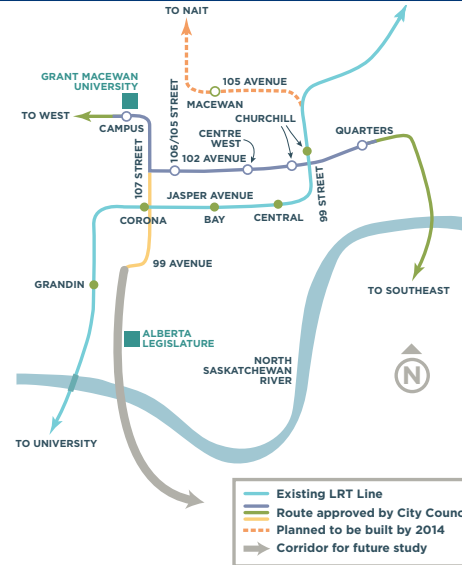 TO NAIT
GRANT MACEWAN
UNIVERSITY
105 AVENUE
MACEWAN
106/105 STREET
TO WEST
CAMPUS
CHURCHILL
CENTRE
WEST
QUARTERS
102 AVENUE
107 STREET
JASPER AVENUE
99 STREET
CORONA
BAY
CENTRAL
99 AVENUE
GRANDIN
TO SOUTHEAST
ALBERTA
LEGISLATURE
NORTH
SASKATCHEWAN
RIVER
N
TO UNIVERSITY
Existing LRT Line
Route approved by City Counc
Planned to be built by 2014
Corridor for future study